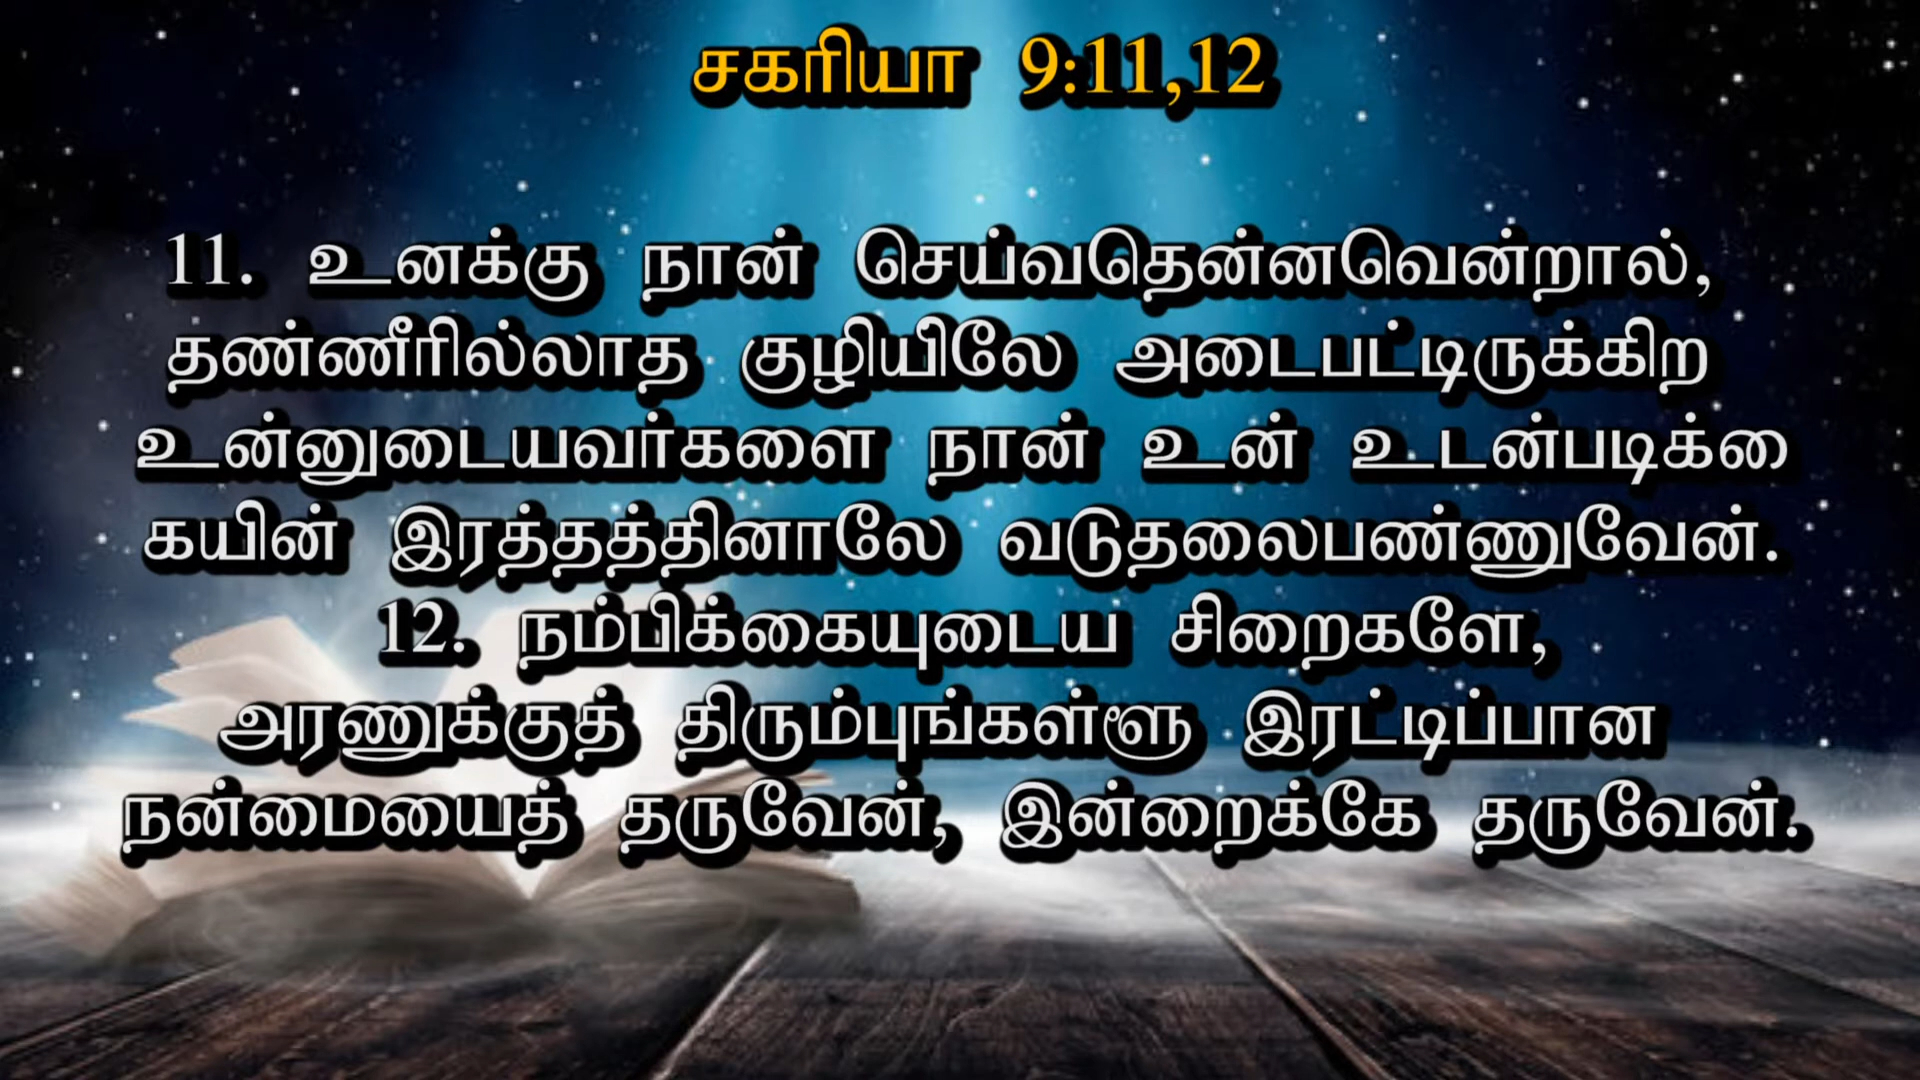 சகரியா 9:11,12
11. உனக்கு நான் செய்வதென்னவென்றால்,
தண்ணீரில்லாத குழியிலே அடைபட்டிருக்கிற
உன்னுடையவர்களை நான் உன் உடன்படிக்கை
கயின் இரத்தத்தினாலே வடுதலைபண்ணுவேன்.
12. நம்பிக்கையுடைய சிறைகளே,
அரணுக்குத் திரும்புங்கள்ளூ இரட்டிப்பான
நன்மையைத் தருவேன், இன்றைக்கே தருவேன்.